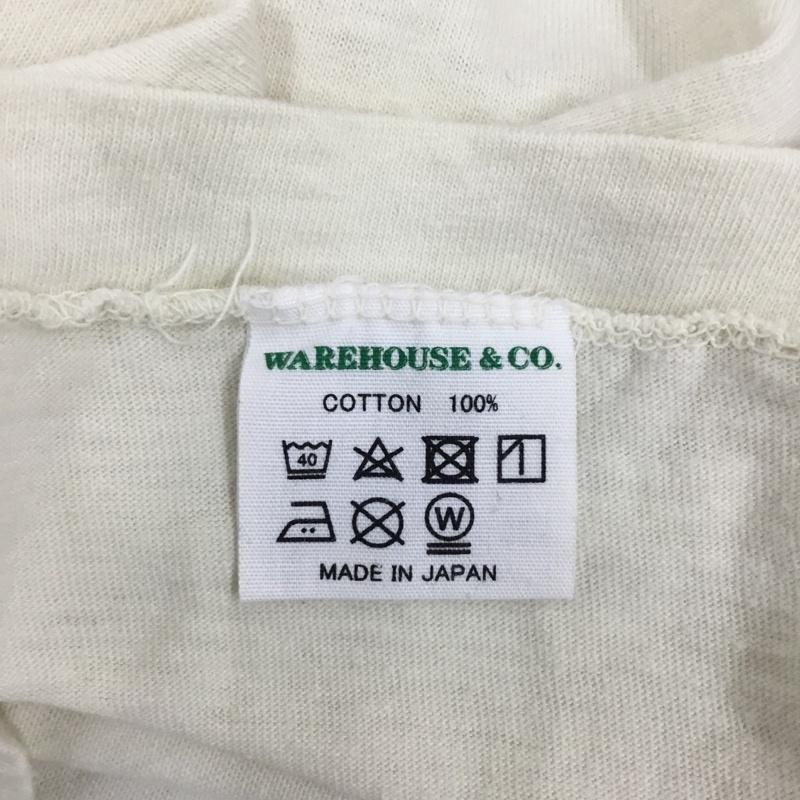 WAREHOUSE & CO.
COTTON 100%
40
W
MADE IN JAPAN